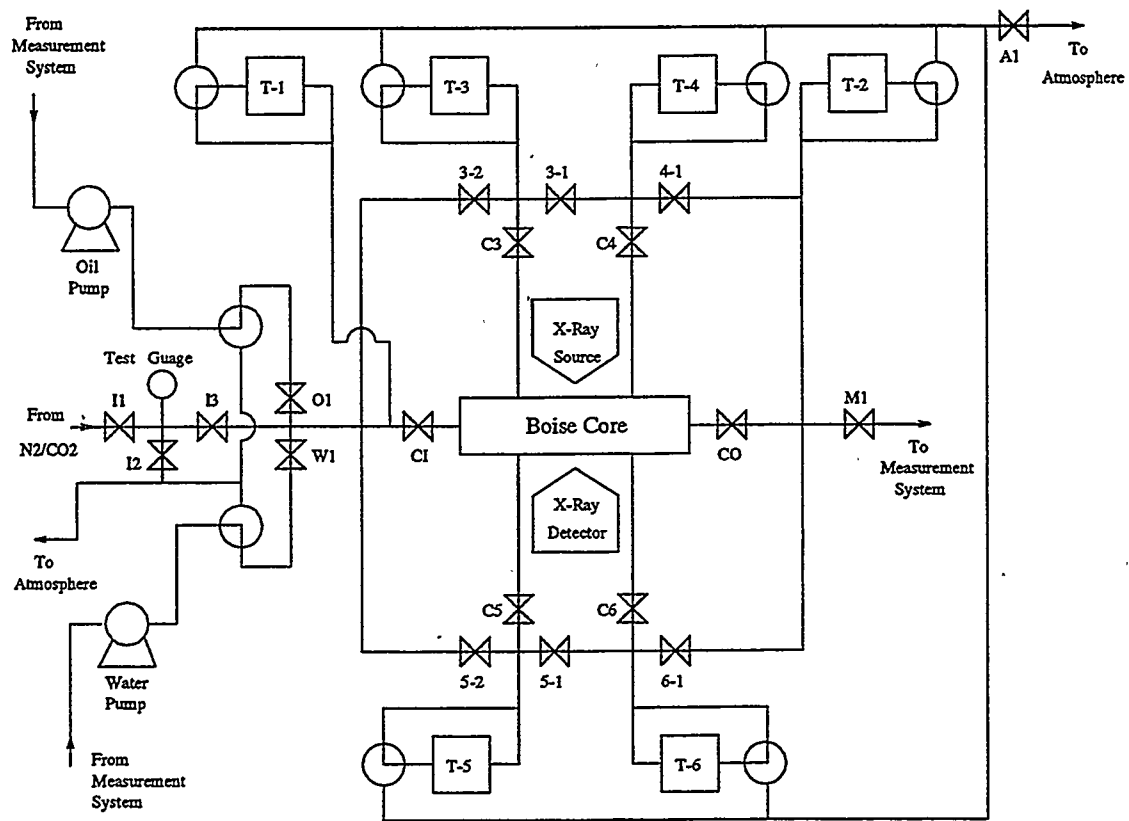 From
Measurement
System
T-1
T-3
T-4
T-2
A1
To
Atmosphere
3-2
3-1
4-1
C3
C4
Oil
Pump
X-Ray
Source
Test Guage
I1
I3
O1
From
N2/CO2
I2
W1
CI
Boise Core
CO
M1
To
Measurement
System
X-Ray
Detector
To
Atmosphere
C5
C6
5-2
5-1
6-1
Water
Pump
From
Measurement
System
T-5
T-6